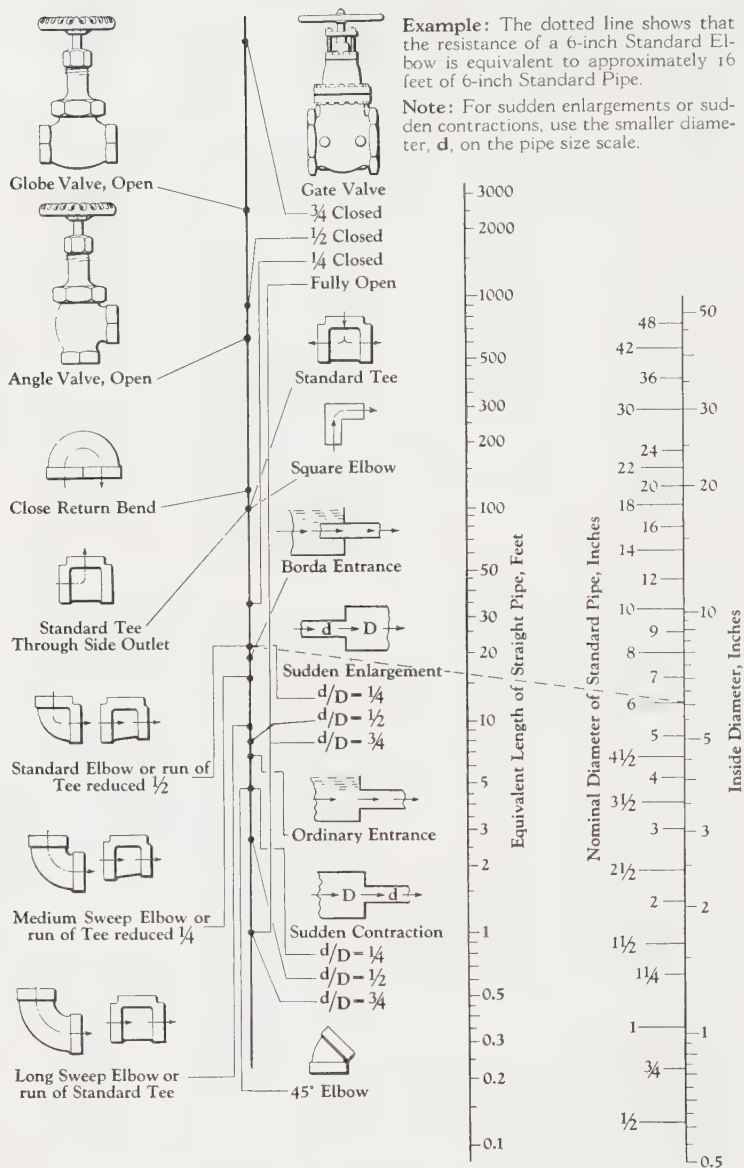 Example: The dotted line shows that
the resistance of a 6-inch Standard El-
bow is equivalent to approximately 16
feet of 6-inch Standard Pipe.
Note: For sudden enlargements or sud-
den contractions, use the smaller diame-
ter, d, on the pipe size scale.
Globe Valve, Open
Angle Valve, Open
Close Return Bend
Standard Tee
Through Side Outlet
Standard Elbow or run of
Tee reduced ½
Medium Sweep Elbow or
run of Tee reduced ¼
Long Sweep Elbow or
run of Standard Tee
Gate Valve
¾ Closed
½ Closed
¼ Closed
Fully Open
Standard Tee
Square Elbow
Borda Entrance
d D
Sudden Enlargement
d/D=¼
d/D=½
d/D=¾
Ordinary Entrance
D d
Sudden Contraction
d/D=¼
d/D=½
d/D=¾
45° Elbow
3000
2000
1000
500
300
200
100
50
30
20
10
5
3
2
1
0.5
0.3
0.2
0.1
Equivalent Length of Straight Pipe, Feet
Nominal Diameter of Standard Pipe, Inches
48
42
36
30
24
22
20
18
16
14
12
10
9
8
7
6
5
4½
4
3½
3
2½
2
1½
1¼
1
¾
½
50
30
20
10
5
3
2
1
0.5
Inside Diameter, Inches